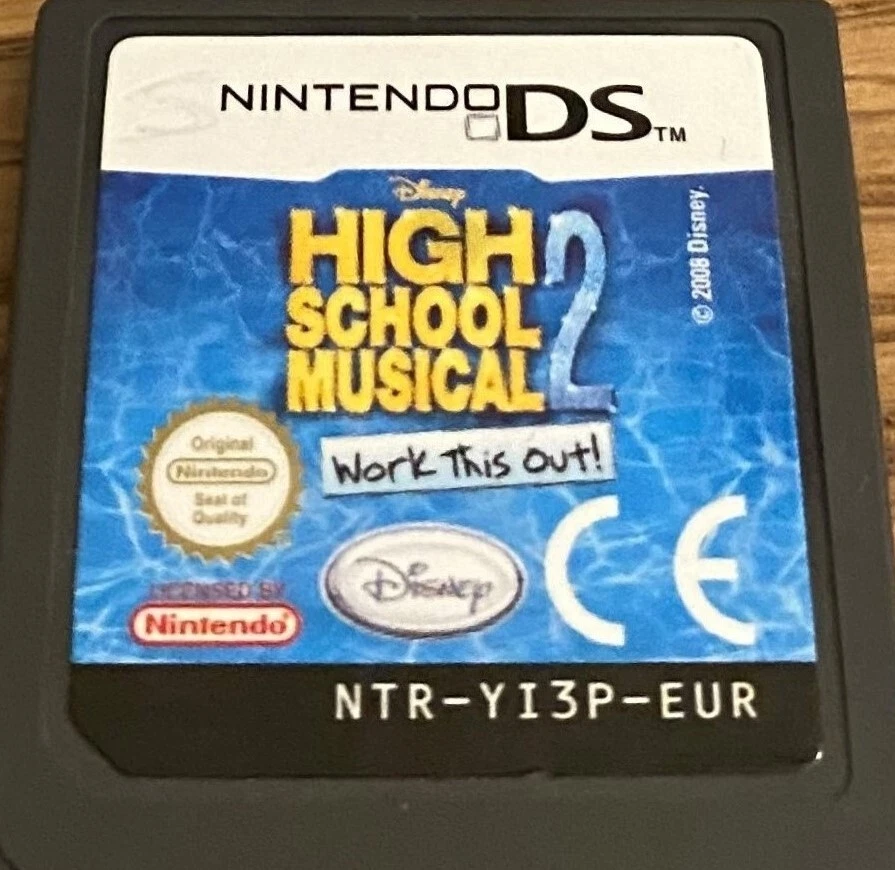 NINTENDO DS™
Disney
HIGH
SCHOOL
MUSICAL 2
Work This Out!
© 2008 Disney.
Original
Nintendo
Seal of
Quality
LICENSED BY
Nintendo®
Disney
CE
NTR-YI3P-EUR